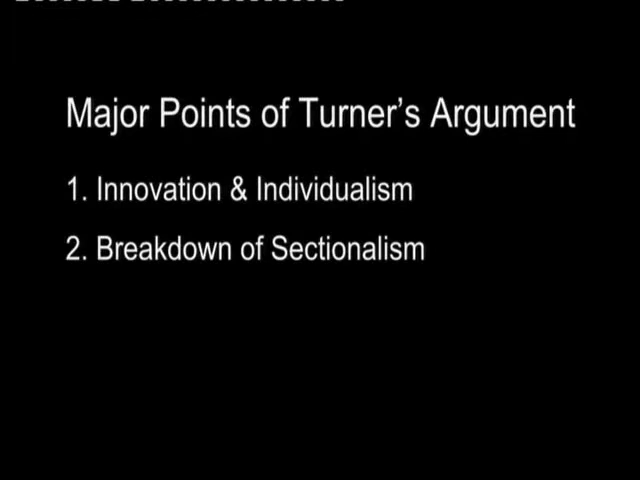 Major Points of Turner's Argument
1. Innovation & Individualism
2. Breakdown of Sectionalism